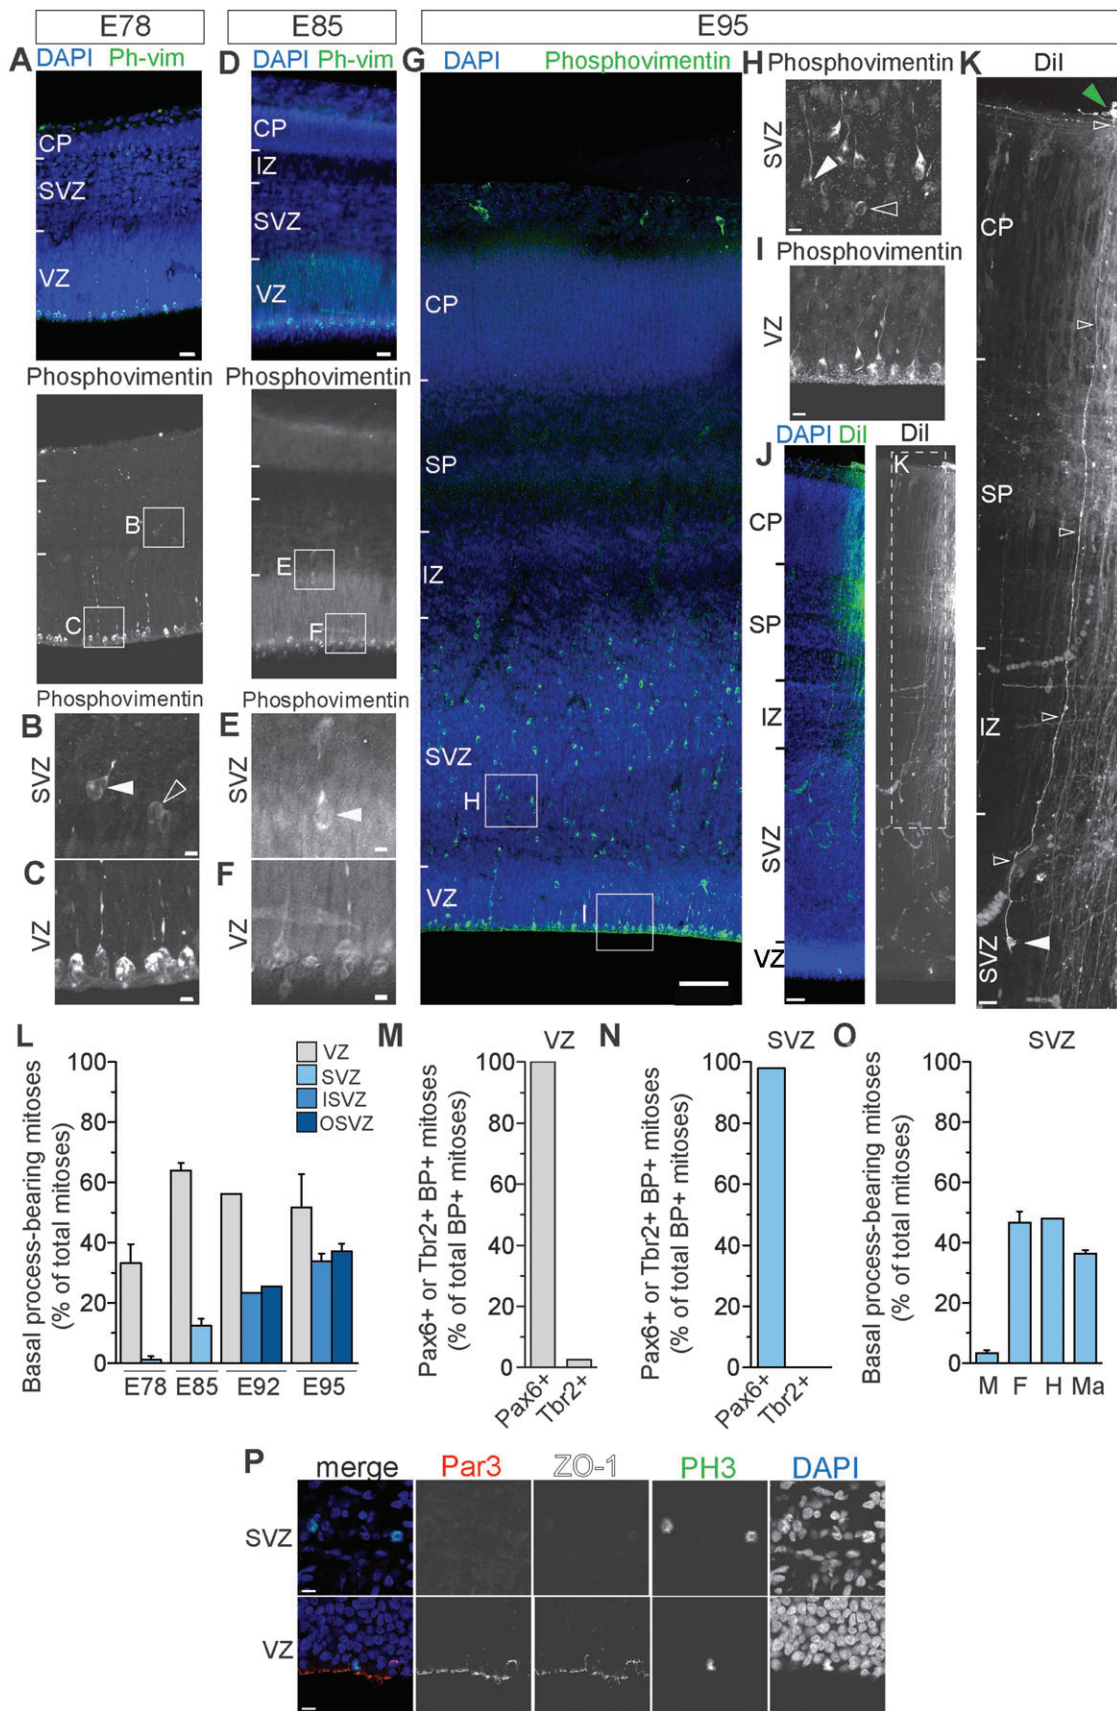 E78
E85
E95
A
DAPI Ph-vim
CP
SVZ
VZ
Phosphovimentin
B
C
Phosphovimentin
B
SVZ
C
VZ
D
DAPI Ph-vim
CP
IZ
SVZ
VZ
Phosphovimentin
E
F
Phosphovimentin
E
SVZ
F
VZ
G
DAPI Phosphovimentin
CP
SP
IZ
SVZ
H
VZ
I
H
Phosphovimentin
SVZ
I
Phosphovimentin
VZ
J
DAPI DiI
CP
SP
IZ
SVZ
VZ
DiI
K
K
DiI
CP
SP
IZ
SVZ
L
Basal process-bearing mitoses
(% of total mitoses)
100
80
60
40
20
0
E78 E85 E92 E95
VZ
SVZ
ISVZ
OSVZ
M
VZ
Pax6+ or Tbr2+ BP+ mitoses
(% of total BP+ mitoses)
100
80
60
40
20
0
Pax6+
Tbr2+
N
SVZ
Pax6+ or Tbr2+ BP+ mitoses
(% of total BP+ mitoses)
100
80
60
40
20
0
Pax6+
Tbr2+
O
SVZ
Basal process-bearing mitoses
(% of total mitoses)
100
80
60
40
20
0
M F H Ma
P
merge Par3 ZO-1 PH3 DAPI
SVZ
VZ